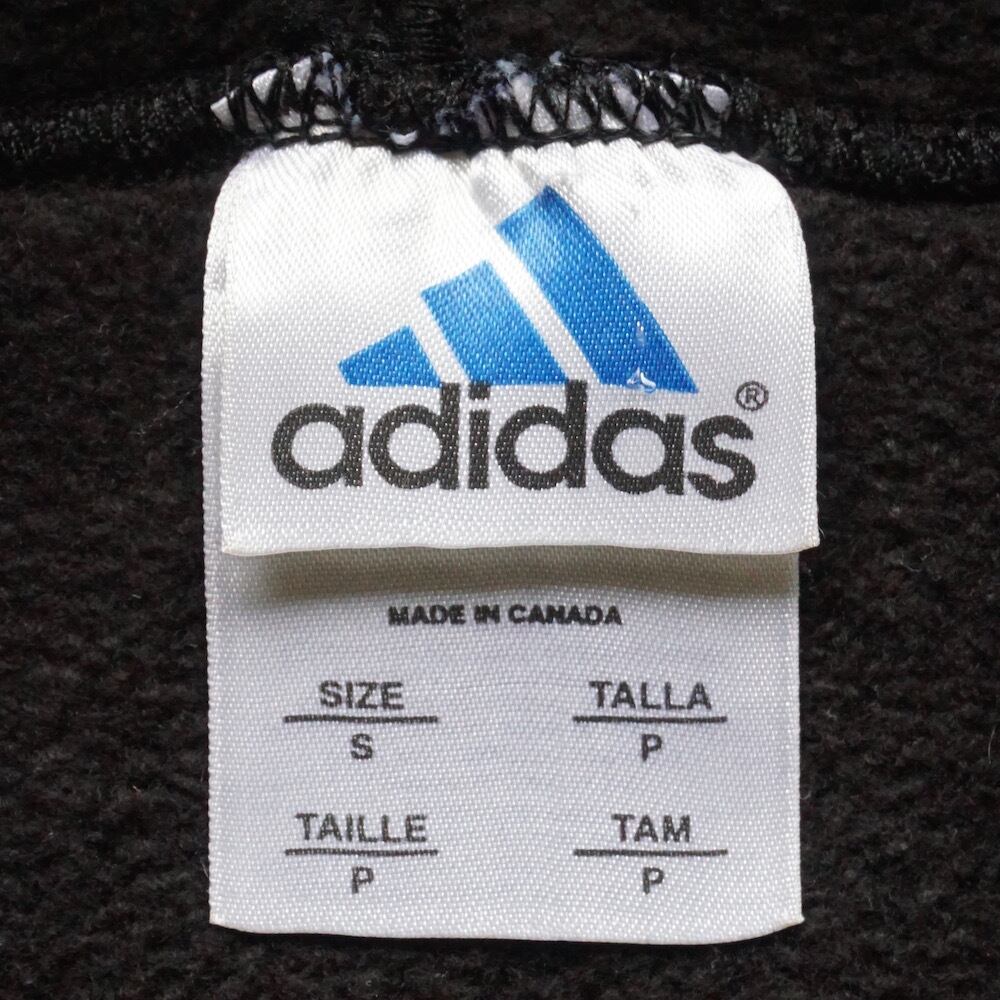 adidas®
MADE IN CANADA
SIZE TALLA
S P
TAILLE TAM
P P